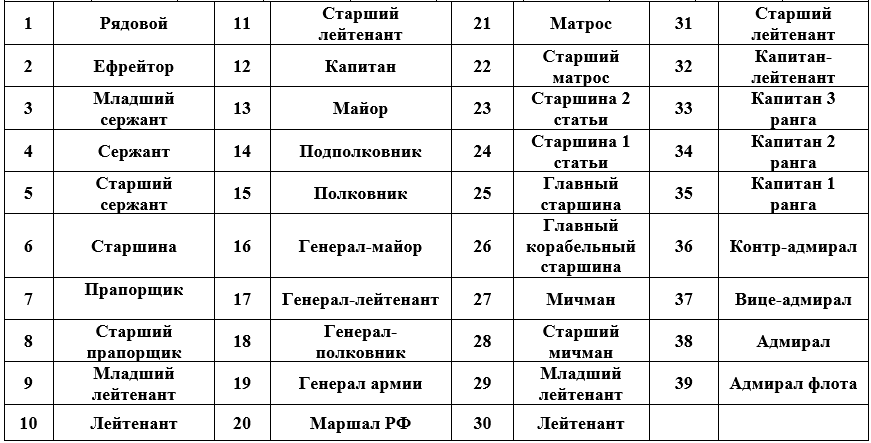 1 Рядовой 11 Старший лейтенант 21 Матрос 31 Старший лейтенант
2 Ефрейтор 12 Капитан 22 Старший матрос 32 Капитан-лейтенант
3 Младший сержант 13 Майор 23 Старшина 2 статьи 33 Капитан 3 ранга
4 Сержант 14 Подполковник 24 Старшина 1 статьи 34 Капитан 2 ранга
5 Старший сержант 15 Полковник 25 Главный старшина 35 Капитан 1 ранга
6 Старшина 16 Генерал-майор 26 Главный корабельный старшина 36 Контр-адмирал
7 Прапорщик 17 Генерал-лейтенант 27 Мичман 37 Вице-адмирал
8 Старший прапорщик 18 Генерал-полковник 28 Старший мичман 38 Адмирал
9 Младший лейтенант 19 Генерал армии 29 Младший лейтенант 39 Адмирал флота
10 Лейтенант 20 Маршал РФ 30 Лейтенант